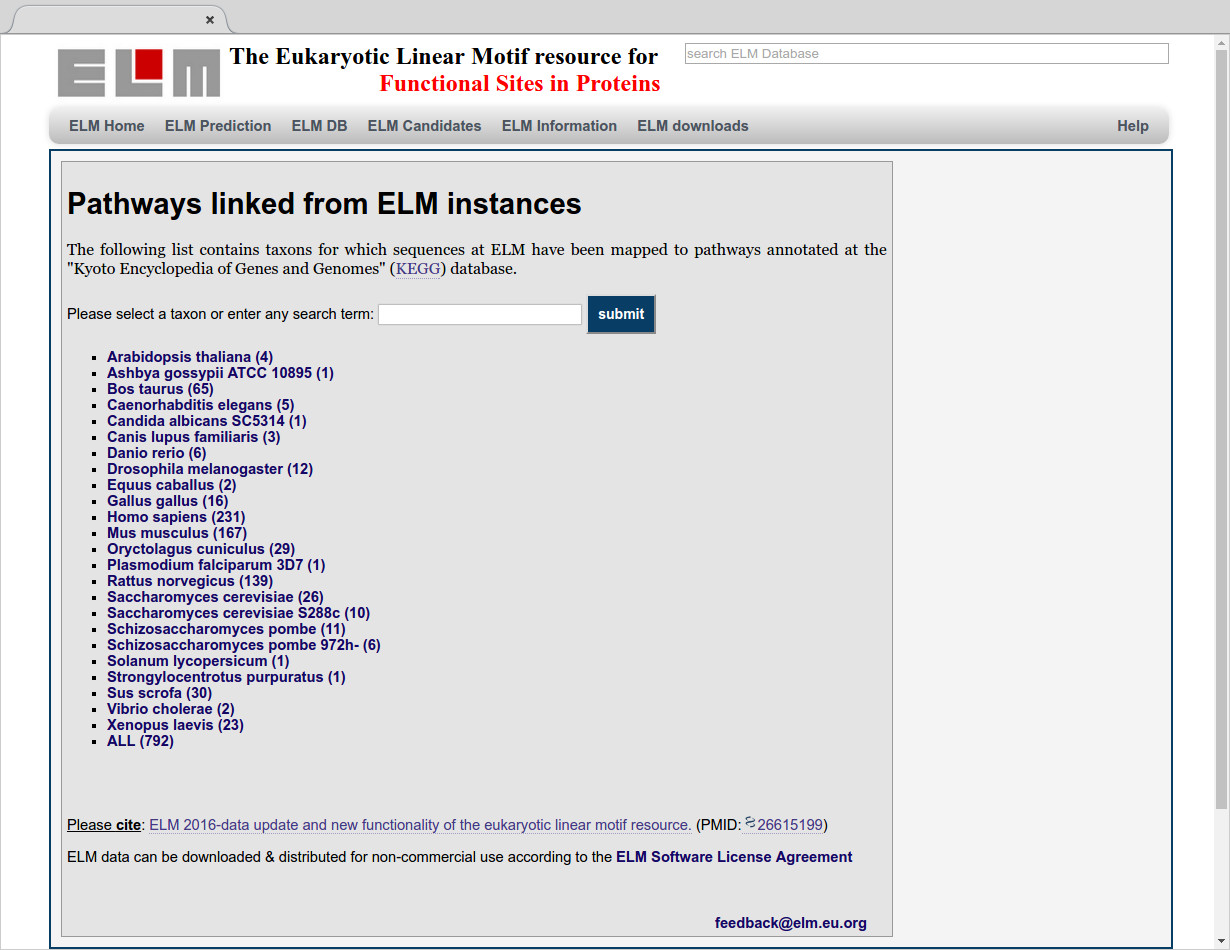 ELM
The Eukaryotic Linear Motif resource for
Functional Sites in Proteins
search ELM Database
ELM Home ELM Prediction ELM DB ELM Candidates ELM Information ELM downloads Help
Pathways linked from ELM instances
The following list contains taxons for which sequences at ELM have been mapped to pathways annotated at the
"Kyoto Encyclopedia of Genes and Genomes" (KEGG) database.
Please select a taxon or enter any search term: submit
Arabidopsis thaliana (4)
Ashbya gossypii ATCC 10895 (1)
Bos taurus (65)
Caenorhabditis elegans (5)
Candida albicans SC5314 (1)
Canis lupus familiaris (3)
Danio rerio (6)
Drosophila melanogaster (12)
Equus caballus (2)
Gallus gallus (16)
Homo sapiens (231)
Mus musculus (167)
Oryctolagus cuniculus (29)
Plasmodium falciparum 3D7 (1)
Rattus norvegicus (139)
Saccharomyces cerevisiae (26)
Saccharomyces cerevisiae S288c (10)
Schizosaccharomyces pombe (11)
Schizosaccharomyces pombe 972h- (6)
Solanum lycopersicum (1)
Strongylocentrotus purpuratus (1)
Sus scrofa (30)
Vibrio cholerae (2)
Xenopus laevis (23)
ALL (792)
Please cite: ELM 2016-data update and new functionality of the eukaryotic linear motif resource. (PMID: 26615199)
ELM data can be downloaded & distributed for non-commercial use according to the ELM Software License Agreement
feedback@elm.eu.org